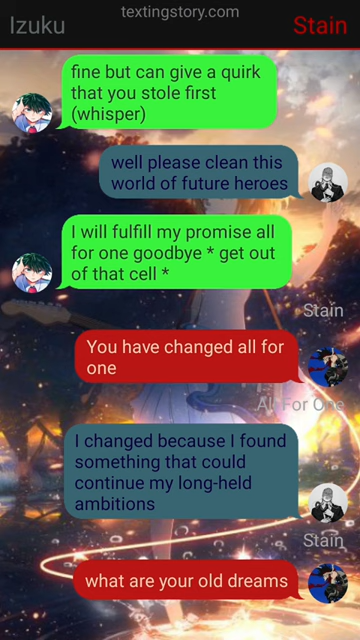 textingstory.com
Izuku
Stain
fine but can give a quirk
that you stole first
(whisper)
well please clean this
world of future heroes
I will fulfill my promise all
for one goodbye * get out
of that cell *
Stain
You have changed all for
one
All For One
I changed because I found
something that could
continue my long-held
ambitions
Stain
what are your old dreams